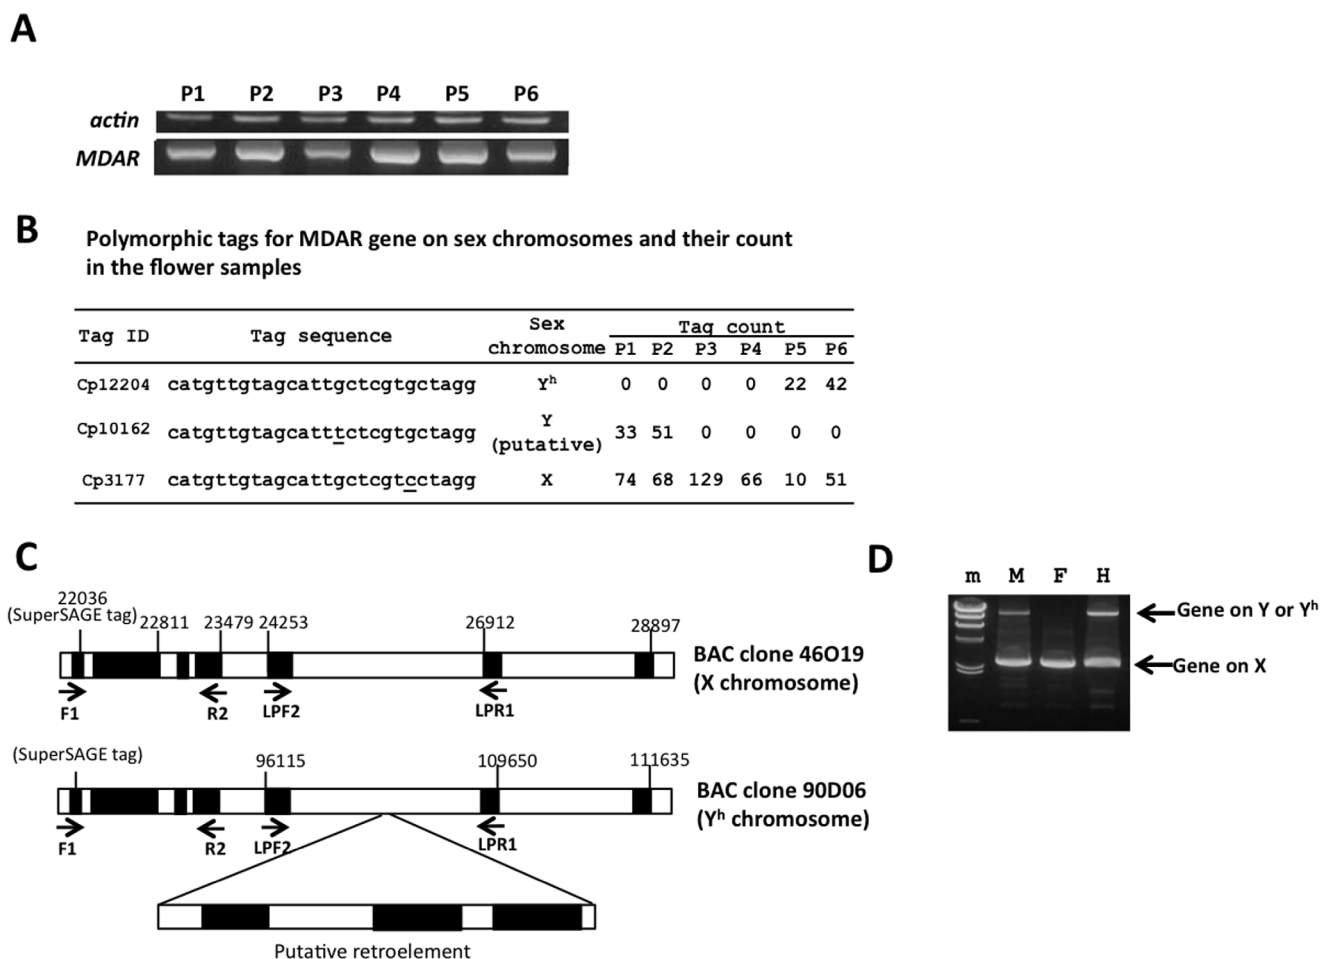 A
P1 P2 P3 P4 P5 P6
actin
MDAR
B
Polymorphic tags for MDAR gene on sex chromosomes and their count
in the flower samples
Tag ID Tag sequence Sex chromosome Tag count
P1 P2 P3 P4 P5 P6
Cp12204 catgttgtagcattgctcgtgctagg Yh 0 0 0 0 22 42
Cp10162 catgttgtagcatttctcgtgctagg Y (putative) 33 51 0 0 0 0
Cp3177 catgttgtagcattgctcgtcctagg X 74 68 129 66 10 51
C
22036
(SuperSAGE tag) 22811 23479 24253 26912 28897
BAC clone 46O19
(X chromosome)
F1 R2 LPF2 LPR1
(SuperSAGE tag) 96115 109650 111635
BAC clone 90D06
(Yh chromosome)
F1 R2 LPF2 LPR1
Putative retroelement
D
m M F H
Gene on Y or Yh
Gene on X